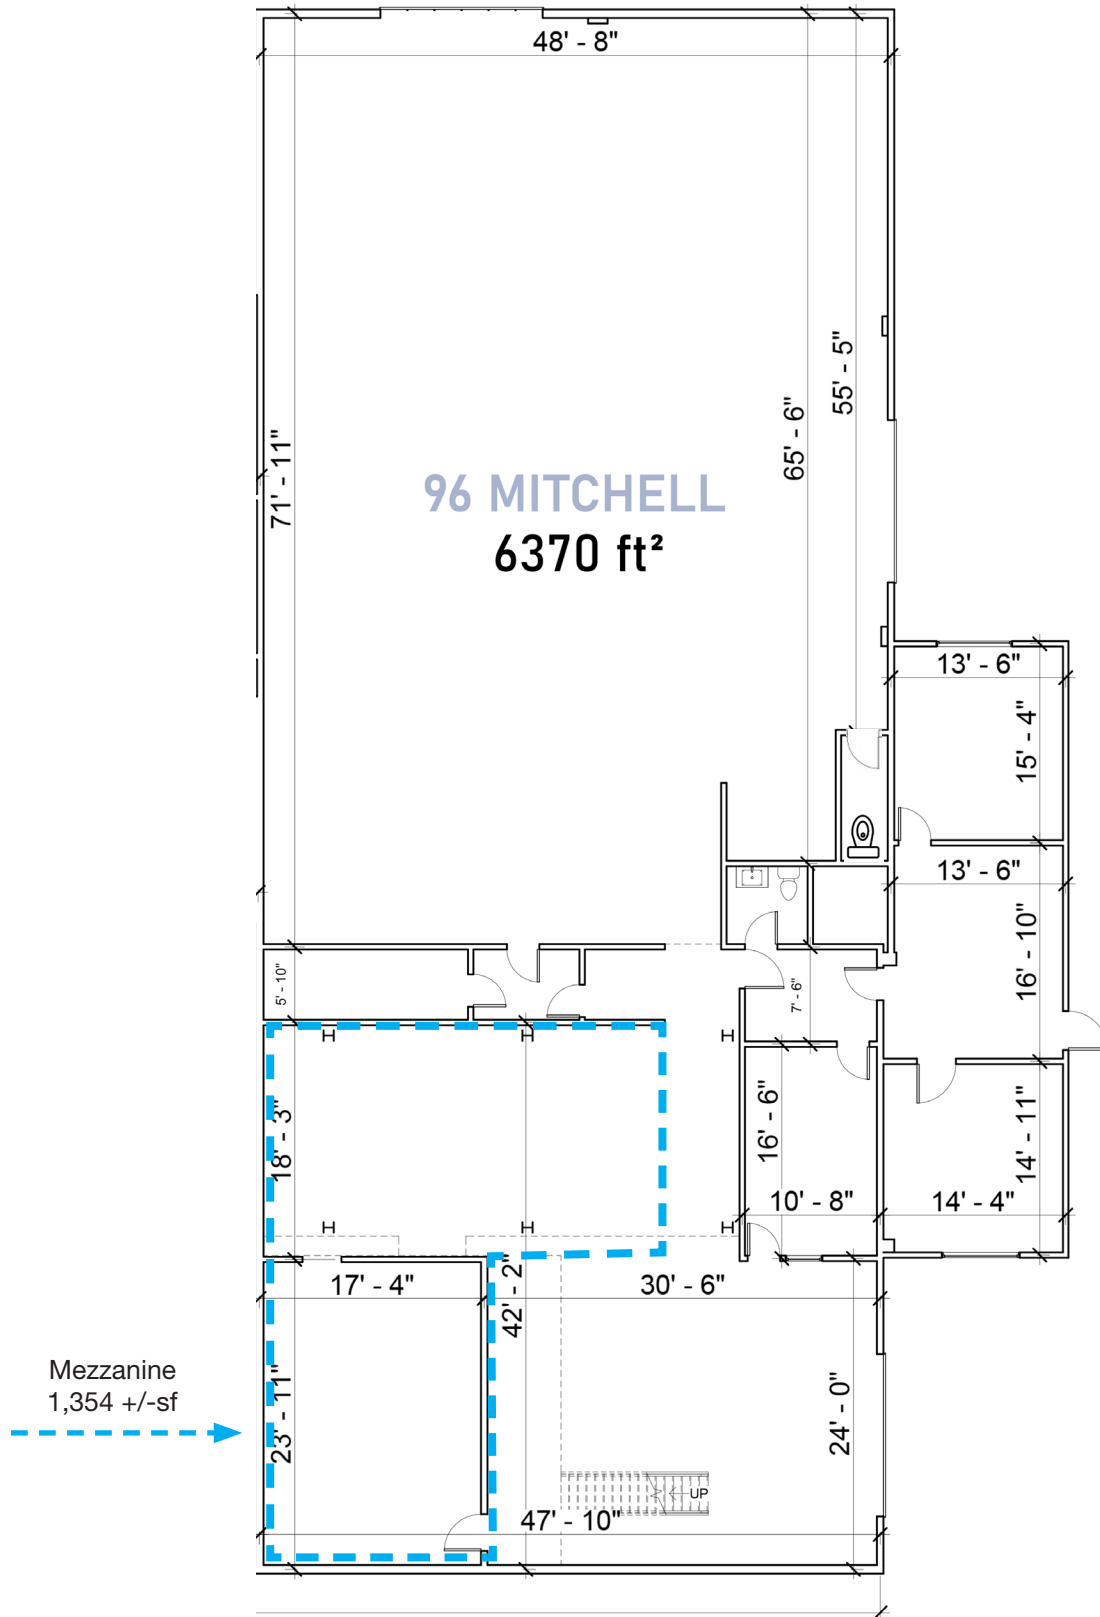 48' - 8"
55' - 5"
65' - 6"
71' - 11"
96 MITCHELL
6370 ft²
13' - 6"
15' - 4"
13' - 6"
16' - 10"
5' - 10"
7' - 6"
H H H
18' - 3"
16' - 6"
14' - 11"
10' - 8"
14' - 4"
H H H
17' - 4"
42' - 2"
30' - 6"
Mezzanine
1,354 +/-sf
23' - 11"
24' - 0"
UP
47' - 10"